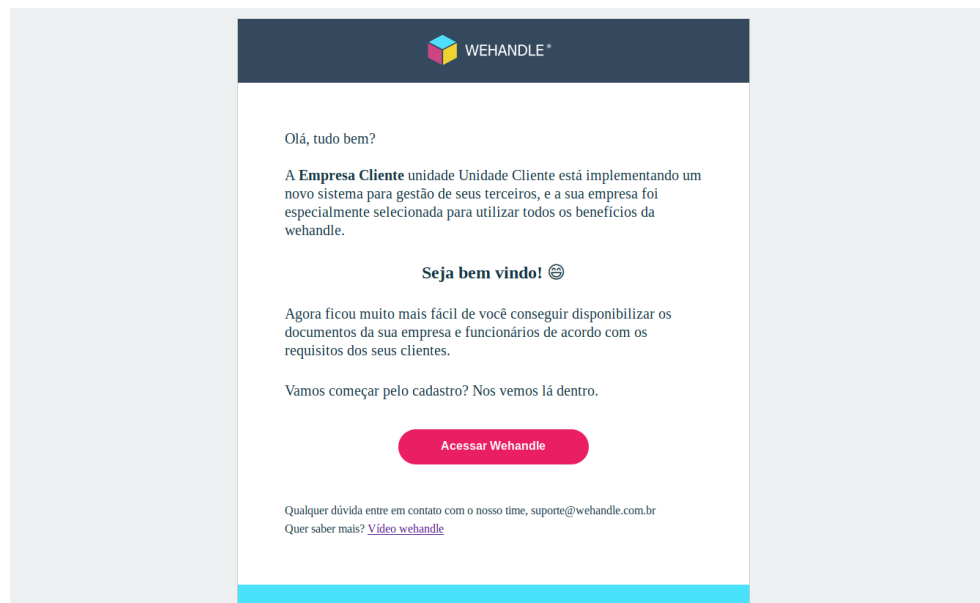 WEHANDLE®
Olá, tudo bem?
A Empresa Cliente unidade Unidade Cliente está implementando um
novo sistema para gestão de seus terceiros, e a sua empresa foi
especialmente selecionada para utilizar todos os benefícios da
wehandle.
Seja bem vindo! 😄
Agora ficou muito mais fácil de você conseguir disponibilizar os
documentos da sua empresa e funcionários de acordo com os
requisitos dos seus clientes.
Vamos começar pelo cadastro? Nos vemos lá dentro.
Acessar Wehandle
Qualquer dúvida entre em contato com o nosso time, suporte@wehandle.com.br
Quer saber mais? Vídeo wehandle